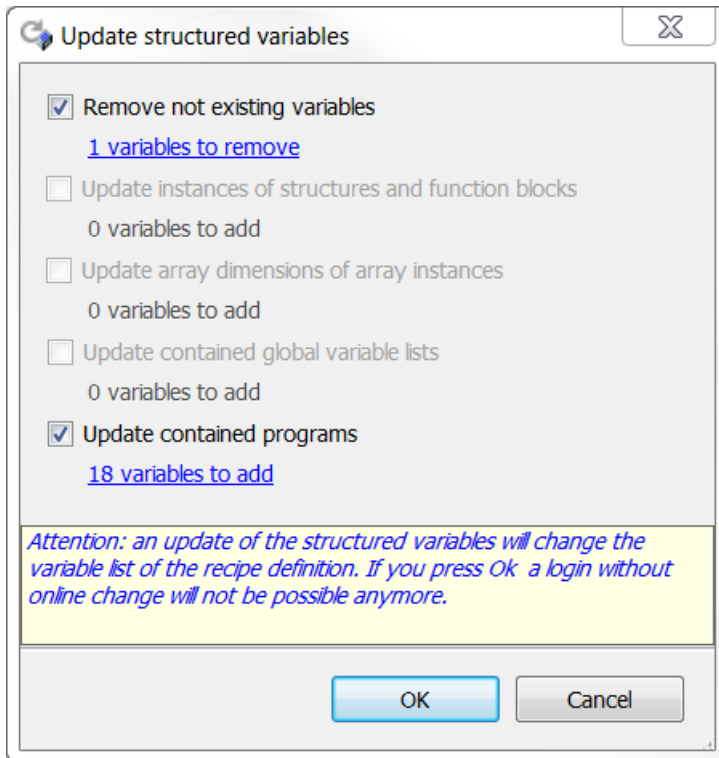 Update structured variables
Remove not existing variables
1 variables to remove
Update instances of structures and function blocks
0 variables to add
Update array dimensions of array instances
0 variables to add
Update contained global variable lists
0 variables to add
Update contained programs
18 variables to add
Attention: an update of the structured variables will change the
variable list of the recipe definition. If you press Ok a login without
online change will not be possible anymore.
OK
Cancel